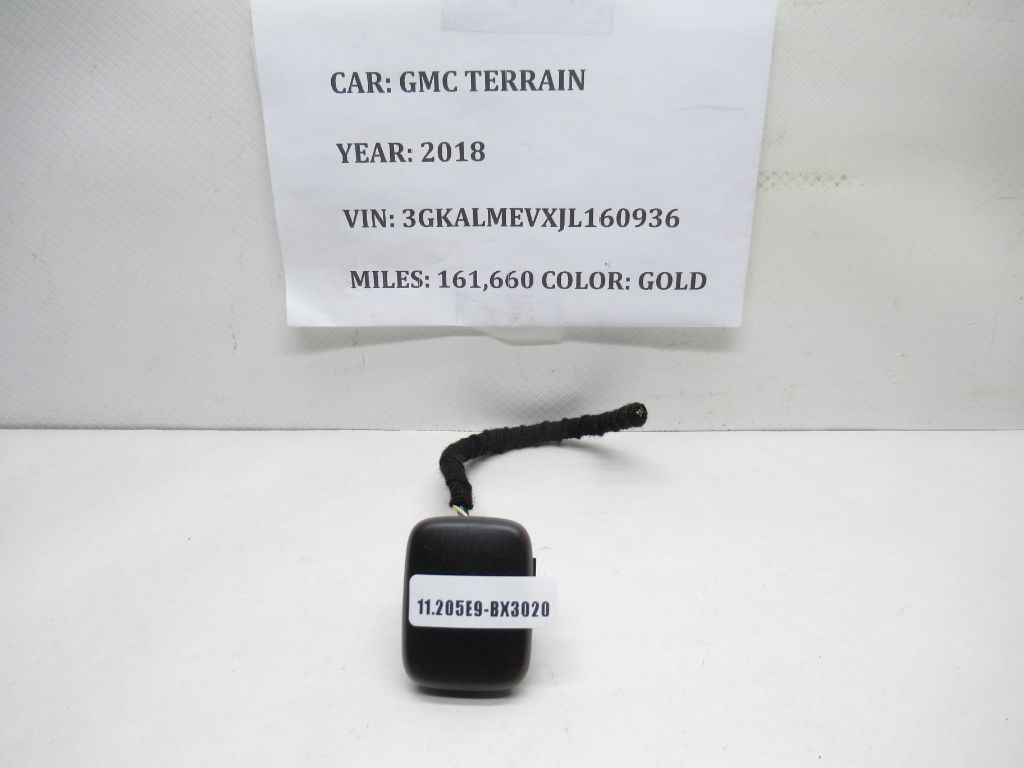 CAR: GMC TERRAIN
YEAR: 2018
VIN: 3GKALMEVXJL160936
MILES: 161,660 COLOR: GOLD
11.205E9-BX3020